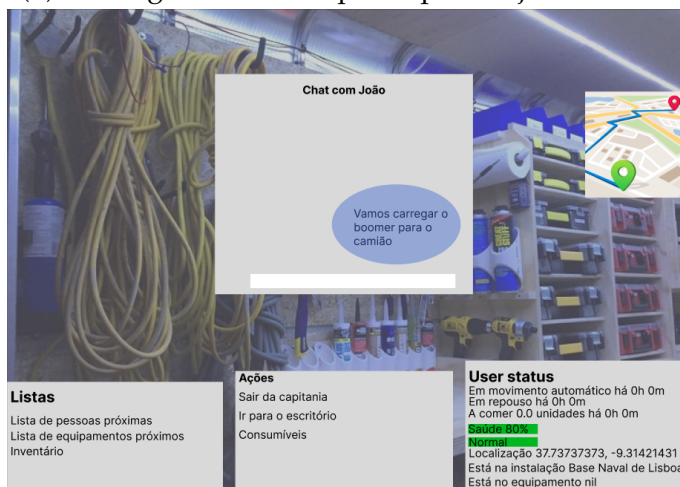 Chat com João
Vamos carregar o
boomer para o
camião
Listas
Lista de pessoas próximas
Lista de equipamentos próximos
Inventário
Ações
Sair da capitania
Ir para o escritório
Consumíveis
User status
Em movimento automático há 0h 0m
Em repouso há 0h 0m
A comer 0.0 unidades há 0h 0m
Saúde 80%
Normal
Localização 37.73737373, -9.31421431
Está na instalação Base Naval de Lisboa
Está no equipamento nil